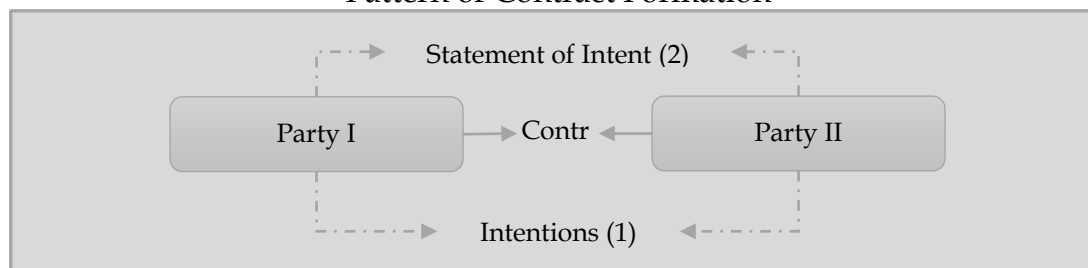 Pattern of Contract Formation
Statement of Intent (2)
Party I
Contr
Party II
Intentions (1)